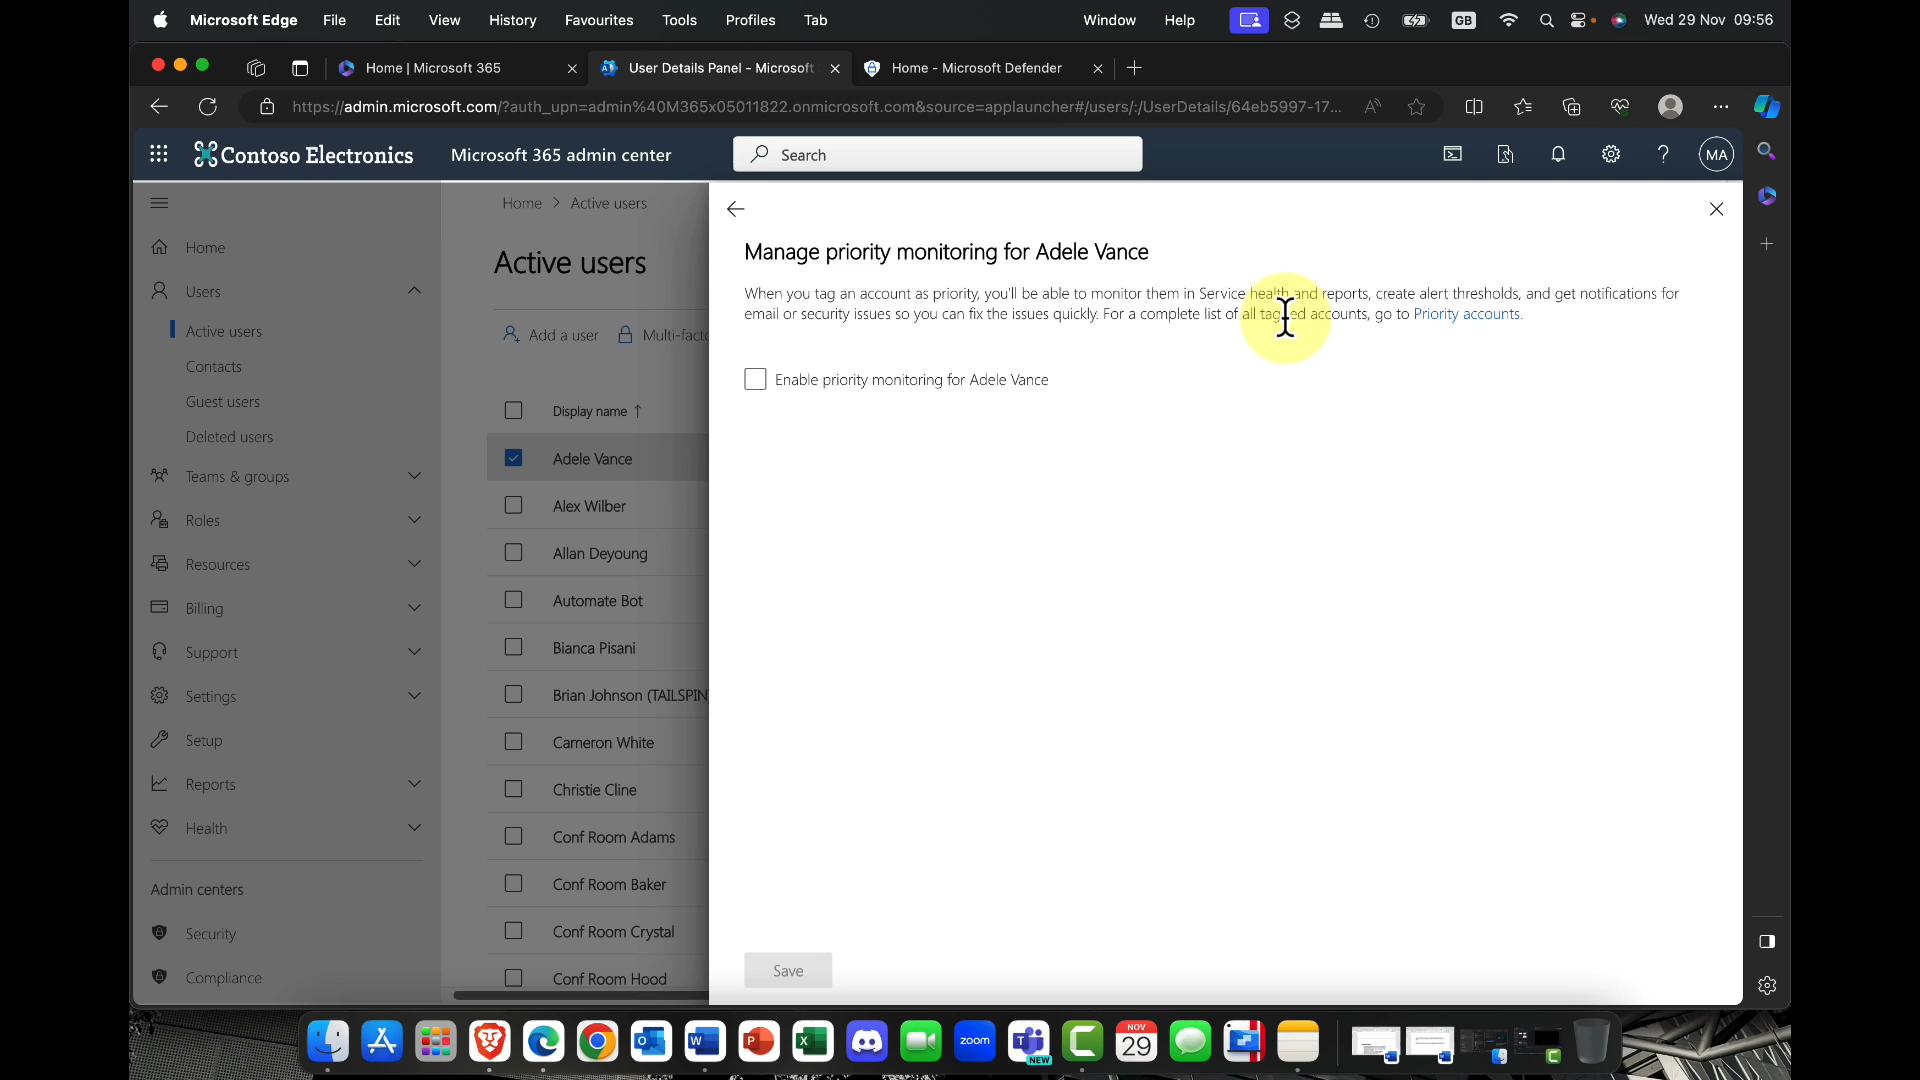 Microsoft Edge File Edit View History Favourites Tools Profiles Tab Window Help GB Wed 29 Nov 09:56
Home | Microsoft 365
User Details Panel - Microsoft
Home - Microsoft Defender
https://admin.microsoft.com/?auth_upn=admin%40M365x05011822.onmicrosoft.com&source=applauncher#/users/:/UserDetails/64eb5997-17...
Contoso Electronics Microsoft 365 admin center Search MA
Home
Users
Active users
Contacts
Guest users
Deleted users
Teams & groups
Roles
Resources
Billing
Support
Settings
Setup
Reports
Health
Admin centers
Security
Compliance
Home > Active users
Active users
Add a user Multi-facto
Display name ↑
Adele Vance
Alex Wilber
Allan Deyoung
Automate Bot
Bianca Pisani
Brian Johnson (TAILSPIN
Cameron White
Christie Cline
Conf Room Adams
Conf Room Baker
Conf Room Crystal
Conf Room Hood
Manage priority monitoring for Adele Vance
When you tag an account as priority, you'll be able to monitor them in Service health and reports, create alert thresholds, and get notifications for
email or security issues so you can fix the issues quickly. For a complete list of all tagged accounts, go to Priority accounts.
Enable priority monitoring for Adele Vance
Save
zoom
NEW
NOV
29